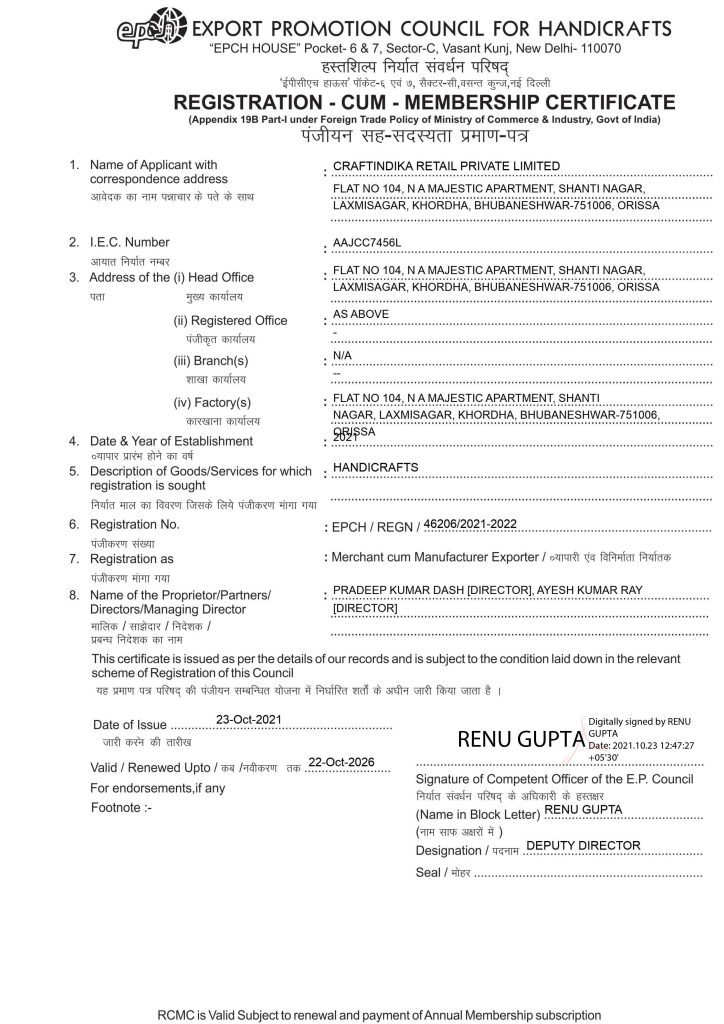 epch EXPORT PROMOTION COUNCIL FOR HANDICRAFTS
“EPCH HOUSE” Pocket- 6 & 7, Sector-C, Vasant Kunj, New Delhi- 110070
हस्तशिल्प निर्यात संवर्धन परिषद्
'ईपीसीएच हाऊस' पॉकेट-६ एवं ७, सैक्टर-सी,वसन्त कुन्ज,नई दिल्ली
REGISTRATION - CUM - MEMBERSHIP CERTIFICATE
(Appendix 19B Part-I under Foreign Trade Policy of Ministry of Commerce & Industry, Govt of India)
पंजीयन सह-सदस्यता प्रमाण-पत्र
1. Name of Applicant with : CRAFTINDIKA RETAIL PRIVATE LIMITED
correspondence address
आवेदक का नाम पत्राचार के पते के साथ
FLAT NO 104, N A MAJESTIC APARTMENT, SHANTI NAGAR,
LAXMISAGAR, KHORDHA, BHUBANESHWAR-751006, ORISSA
2. I.E.C. Number : AAJCC7456L
आयात निर्यात नम्बर
3. Address of the (i) Head Office : FLAT NO 104, N A MAJESTIC APARTMENT, SHANTI NAGAR,
पता मुख्य कार्यालय LAXMISAGAR, KHORDHA, BHUBANESHWAR-751006, ORISSA
(ii) Registered Office : AS ABOVE
पंजीकृत कार्यालय -
(iii) Branch(s) : N/A
शाखा कार्यालय --
(iv) Factory(s) : FLAT NO 104, N A MAJESTIC APARTMENT, SHANTI
कारखाना कार्यालय NAGAR, LAXMISAGAR, KHORDHA, BHUBANESHWAR-751006,
ORISSA
4. Date & Year of Establishment : 2021
व्यापार प्रारंभ होने का वर्ष
5. Description of Goods/Services for which : HANDICRAFTS
registration is sought
निर्यात माल का विवरण जिसके लिये पंजीकरण मांगा गया
6. Registration No. : EPCH / REGN / 46206/2021-2022
पंजीकरण संख्या
7. Registration as : Merchant cum Manufacturer Exporter / व्यापारी एंव विनिर्माता निर्यातक
पंजीकरण मांगा गया
8. Name of the Proprietor/Partners/ : PRADEEP KUMAR DASH [DIRECTOR], AYESH KUMAR RAY
Directors/Managing Director [DIRECTOR]
मालिक / साझेदार / निदेशक /
प्रबन्ध निदेशक का नाम
This certificate is issued as per the details of our records and is subject to the condition laid down in the relevant
scheme of Registration of this Council
यह प्रमाण पत्र परिषद् की पंजीयन सम्बन्धित योजना में निर्धारित शर्तों के अधीन जारी किया जाता है ।
Date of Issue 23-Oct-2021
जारी करने की तारीख
Valid / Renewed Upto / कब /नवीकरण तक 22-Oct-2026
For endorsements,if any
Footnote :-
RENU GUPTA
Digitally signed by RENU
GUPTA
Date: 2021.10.23 12:47:27
+05'30'
Signature of Competent Officer of the E.P. Council
निर्यात संवर्धन परिषद् के अधिकारी के हस्ताक्षर
(Name in Block Letter) RENU GUPTA
(नाम साफ अक्षरों में )
Designation / पदनाम DEPUTY DIRECTOR
Seal / मोहर
RCMC is Valid Subject to renewal and payment of Annual Membership subscription